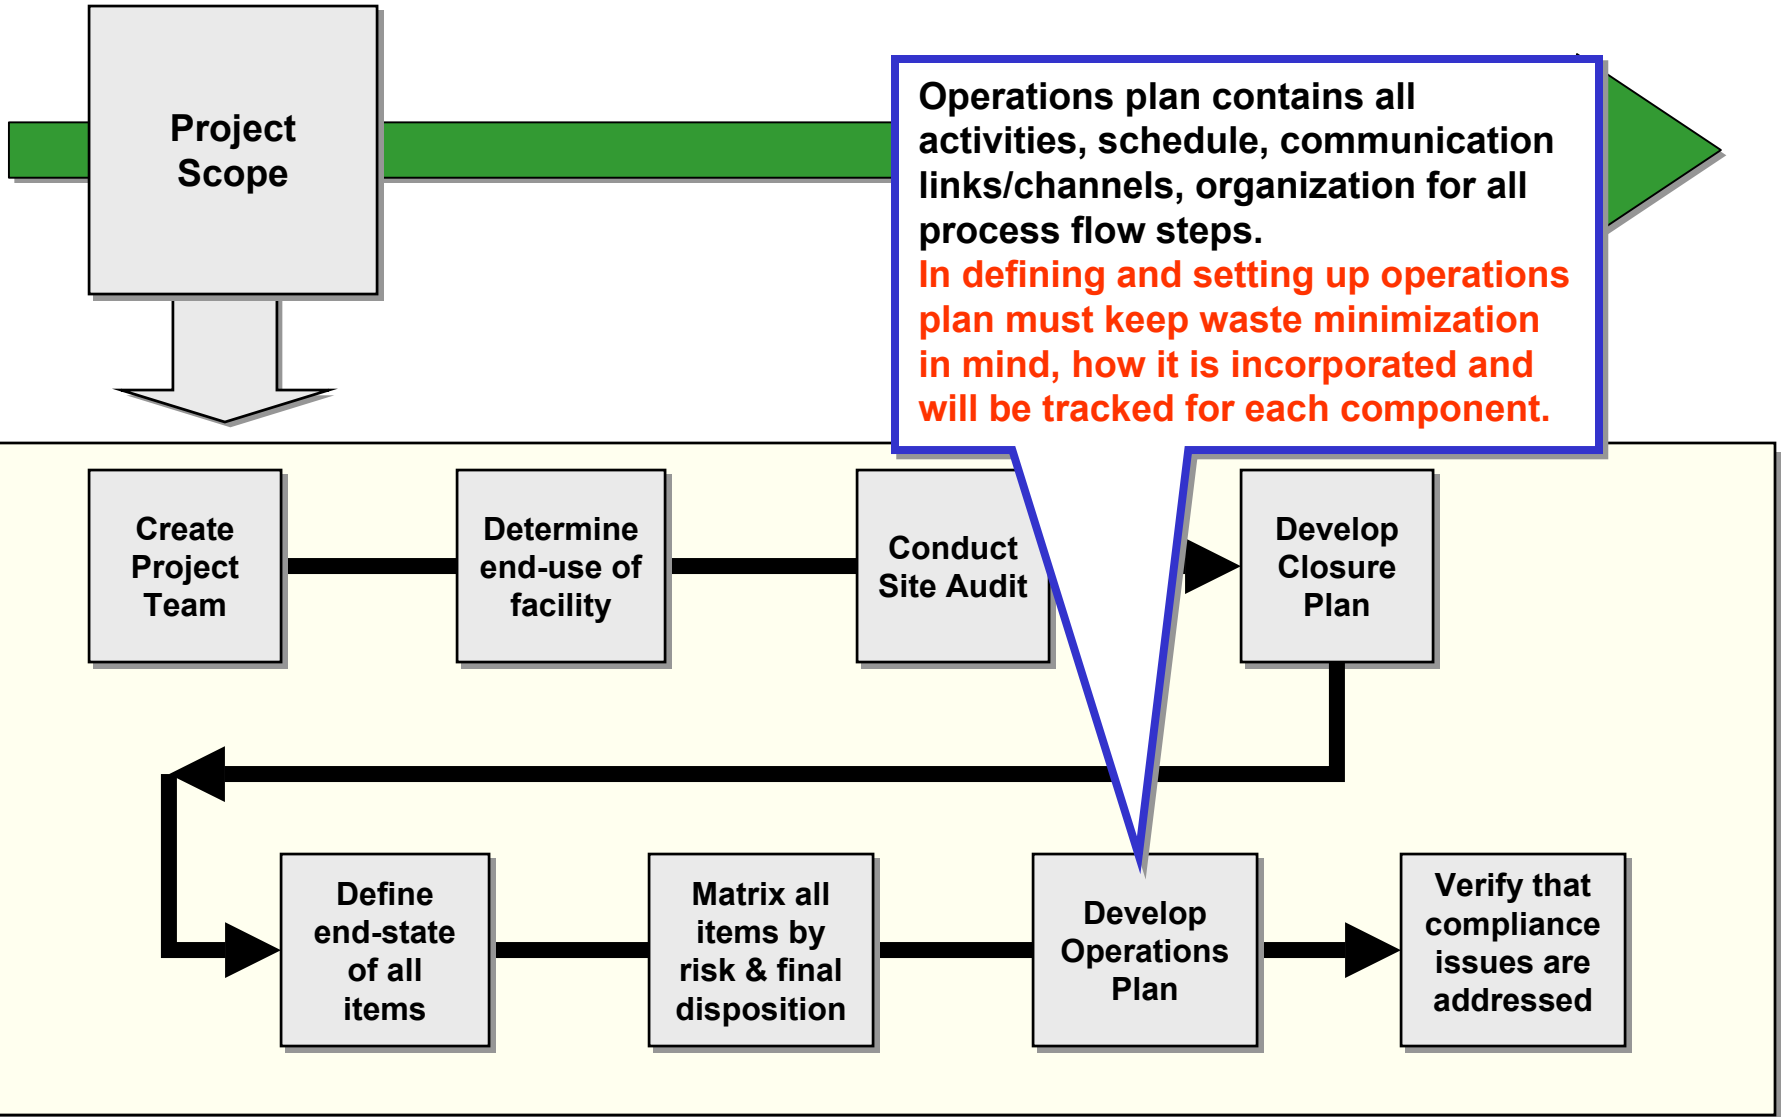 Project
Scope
Operations plan contains all
activities, schedule, communication
links/channels, organization for all
process flow steps.
In defining and setting up operations
plan must keep waste minimization
in mind, how it is incorporated and
will be tracked for each component.
Create
Project
Team
Determine
end-use of
facility
Conduct
Site Audit
Develop
Closure
Plan
Define
end-state
of all
items
Matrix all
items by
risk & final
disposition
Develop
Operations
Plan
Verify that
compliance
issues are
addressed